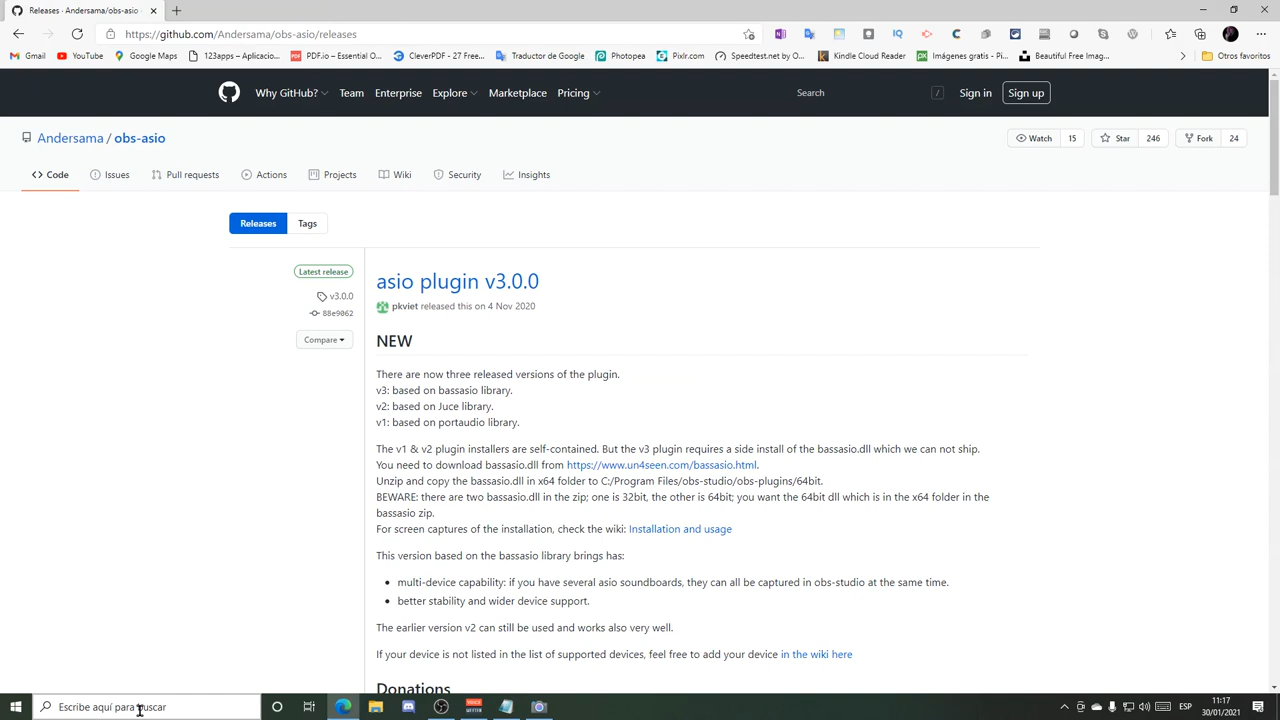 Releases · Andersama/obs-asio
https://github.com/Andersama/obs-asio/releases
Gmail
YouTube
Google Maps
123apps – Aplicacio...
PDF.io – Essential O...
CleverPDF - 27 Free...
Traductor de Google
Photopea
Pixlr.com
Speedtest.net by O...
Kindle Cloud Reader
Imágenes gratis - Pi...
Beautiful Free Imag...
Otros favoritos
Why GitHub?
Team
Enterprise
Explore
Marketplace
Pricing
Search
/
Sign in
Sign up
Andersama / obs-asio
Watch 15
Star 246
Fork 24
Code
Issues
Pull requests
Actions
Projects
Wiki
Security
Insights
Releases
Tags
Latest release
v3.0.0
88e9062
Compare
asio plugin v3.0.0
pkviet released this on 4 Nov 2020
NEW
There are now three released versions of the plugin.
v3: based on bassasio library.
v2: based on Juce library.
v1: based on portaudio library.
The v1 & v2 plugin installers are self-contained. But the v3 plugin requires a side install of the bassasio.dll which we can not ship.
You need to download bassasio.dll from https://www.un4seen.com/bassasio.html.
Unzip and copy the bassasio.dll in x64 folder to C:/Program Files/obs-studio/obs-plugins/64bit.
BEWARE: there are two bassasio.dll in the zip; one is 32bit, the other is 64bit; you want the 64bit dll which is in the x64 folder in the
bassasio zip.
For screen captures of the installation, check the wiki: Installation and usage
This version based on the bassasio library brings has:
multi-device capability: if you have several asio soundboards, they can all be captured in obs-studio at the same time.
better stability and wider device support.
The earlier version v2 can still be used and works also very well.
If your device is not listed in the list of supported devices, feel free to add your device in the wiki here
Donations
Escribe aquí para buscar
ESP
11:17
30/01/2021